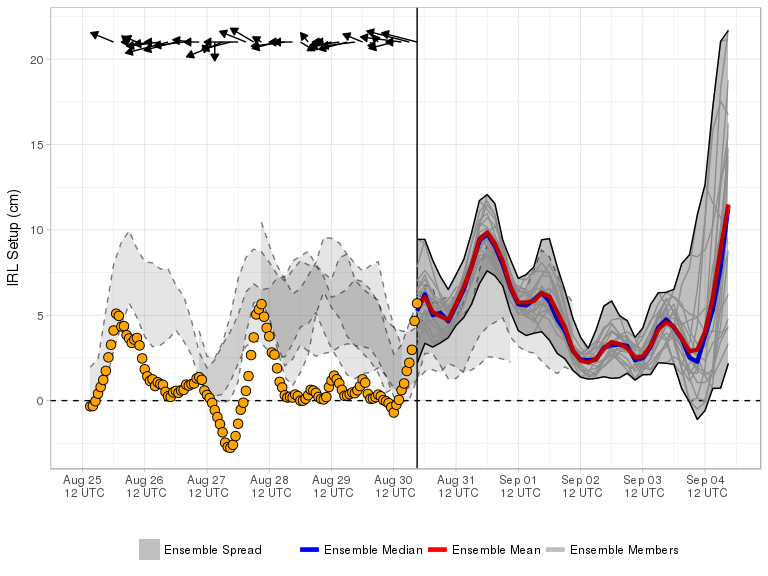 IRL Setup (cm)
20
15
10
5
0
Aug 25 Aug 26 Aug 27 Aug 28 Aug 29 Aug 30 Aug 31 Sep 01 Sep 02 Sep 03 Sep 04
12 UTC 12 UTC 12 UTC 12 UTC 12 UTC 12 UTC 12 UTC 12 UTC 12 UTC 12 UTC 12 UTC
Ensemble Spread Ensemble Median Ensemble Mean Ensemble Members